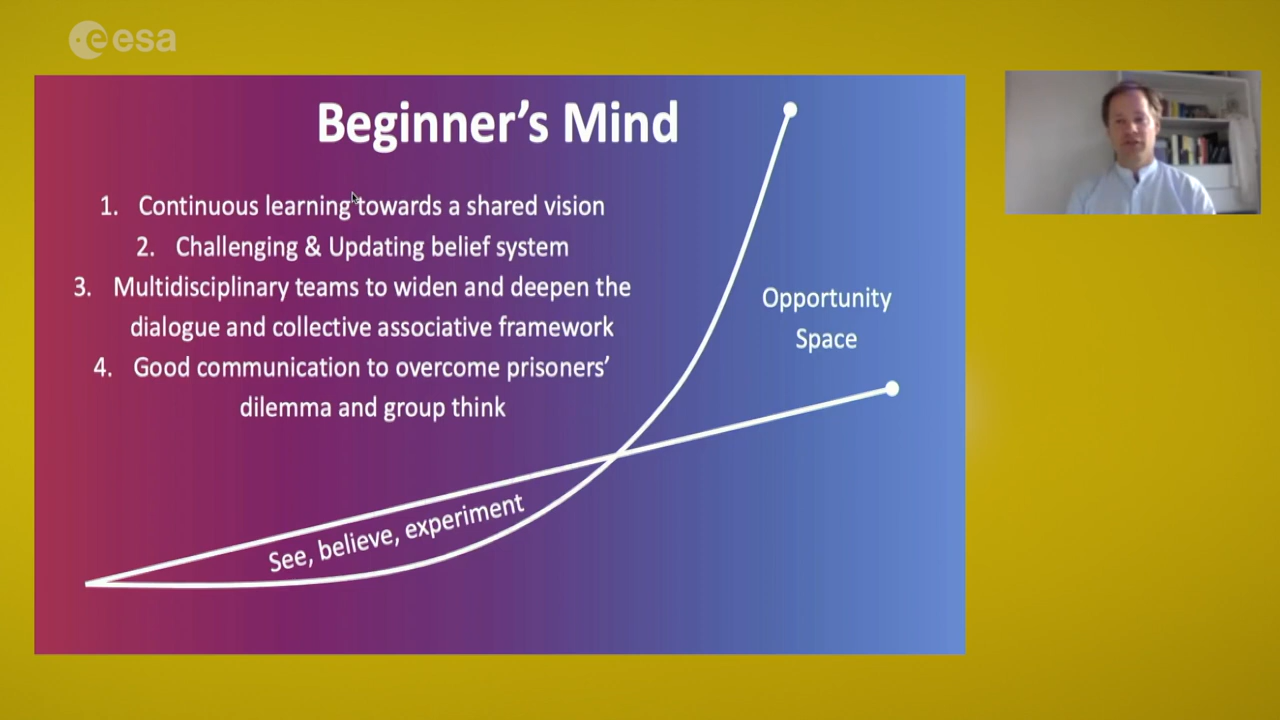 esa
Beginner’s Mind
1. Continuous learning towards a shared vision
2. Challenging & Updating belief system
3. Multidisciplinary teams to widen and deepen the
dialogue and collective associative framework
4. Good communication to overcome prisoners’
dilemma and group think
Opportunity
Space
See, believe, experiment